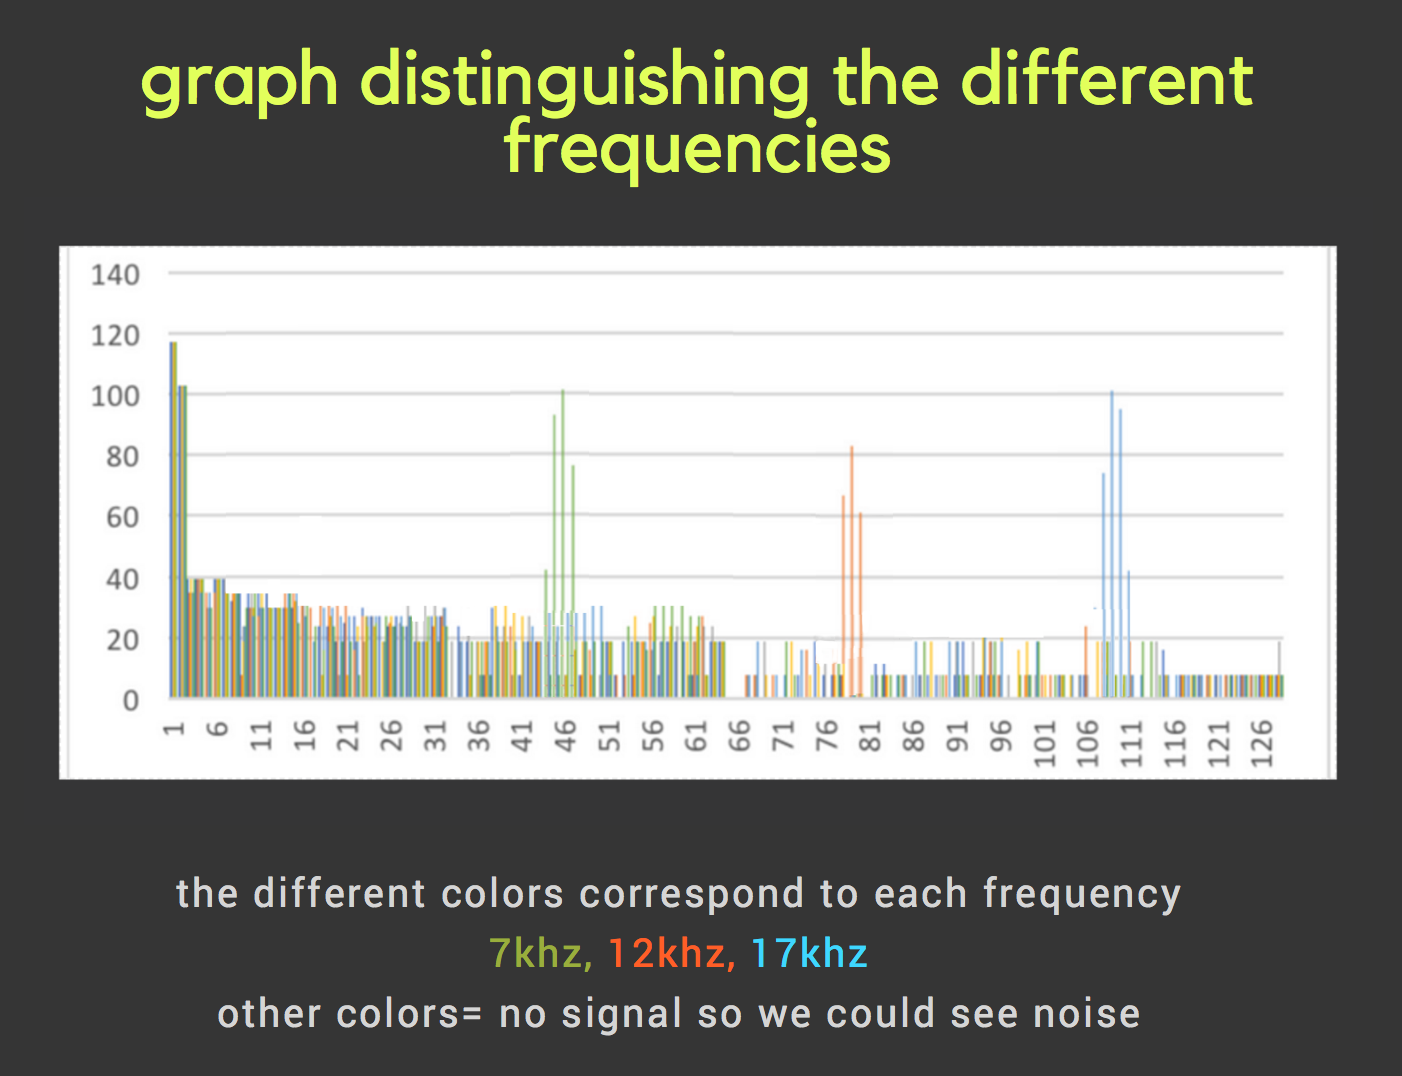 graph distinguishing the different
frequencies
140
120
100
80
60
40
20
0
1 6 11 16 21 26 31 36 41 46 51 56 61 66 71 76 81 86 91 96 101 106 111 116 121 126
the different colors correspond to each frequency
7khz, 12khz, 17khz
other colors= no signal so we could see noise